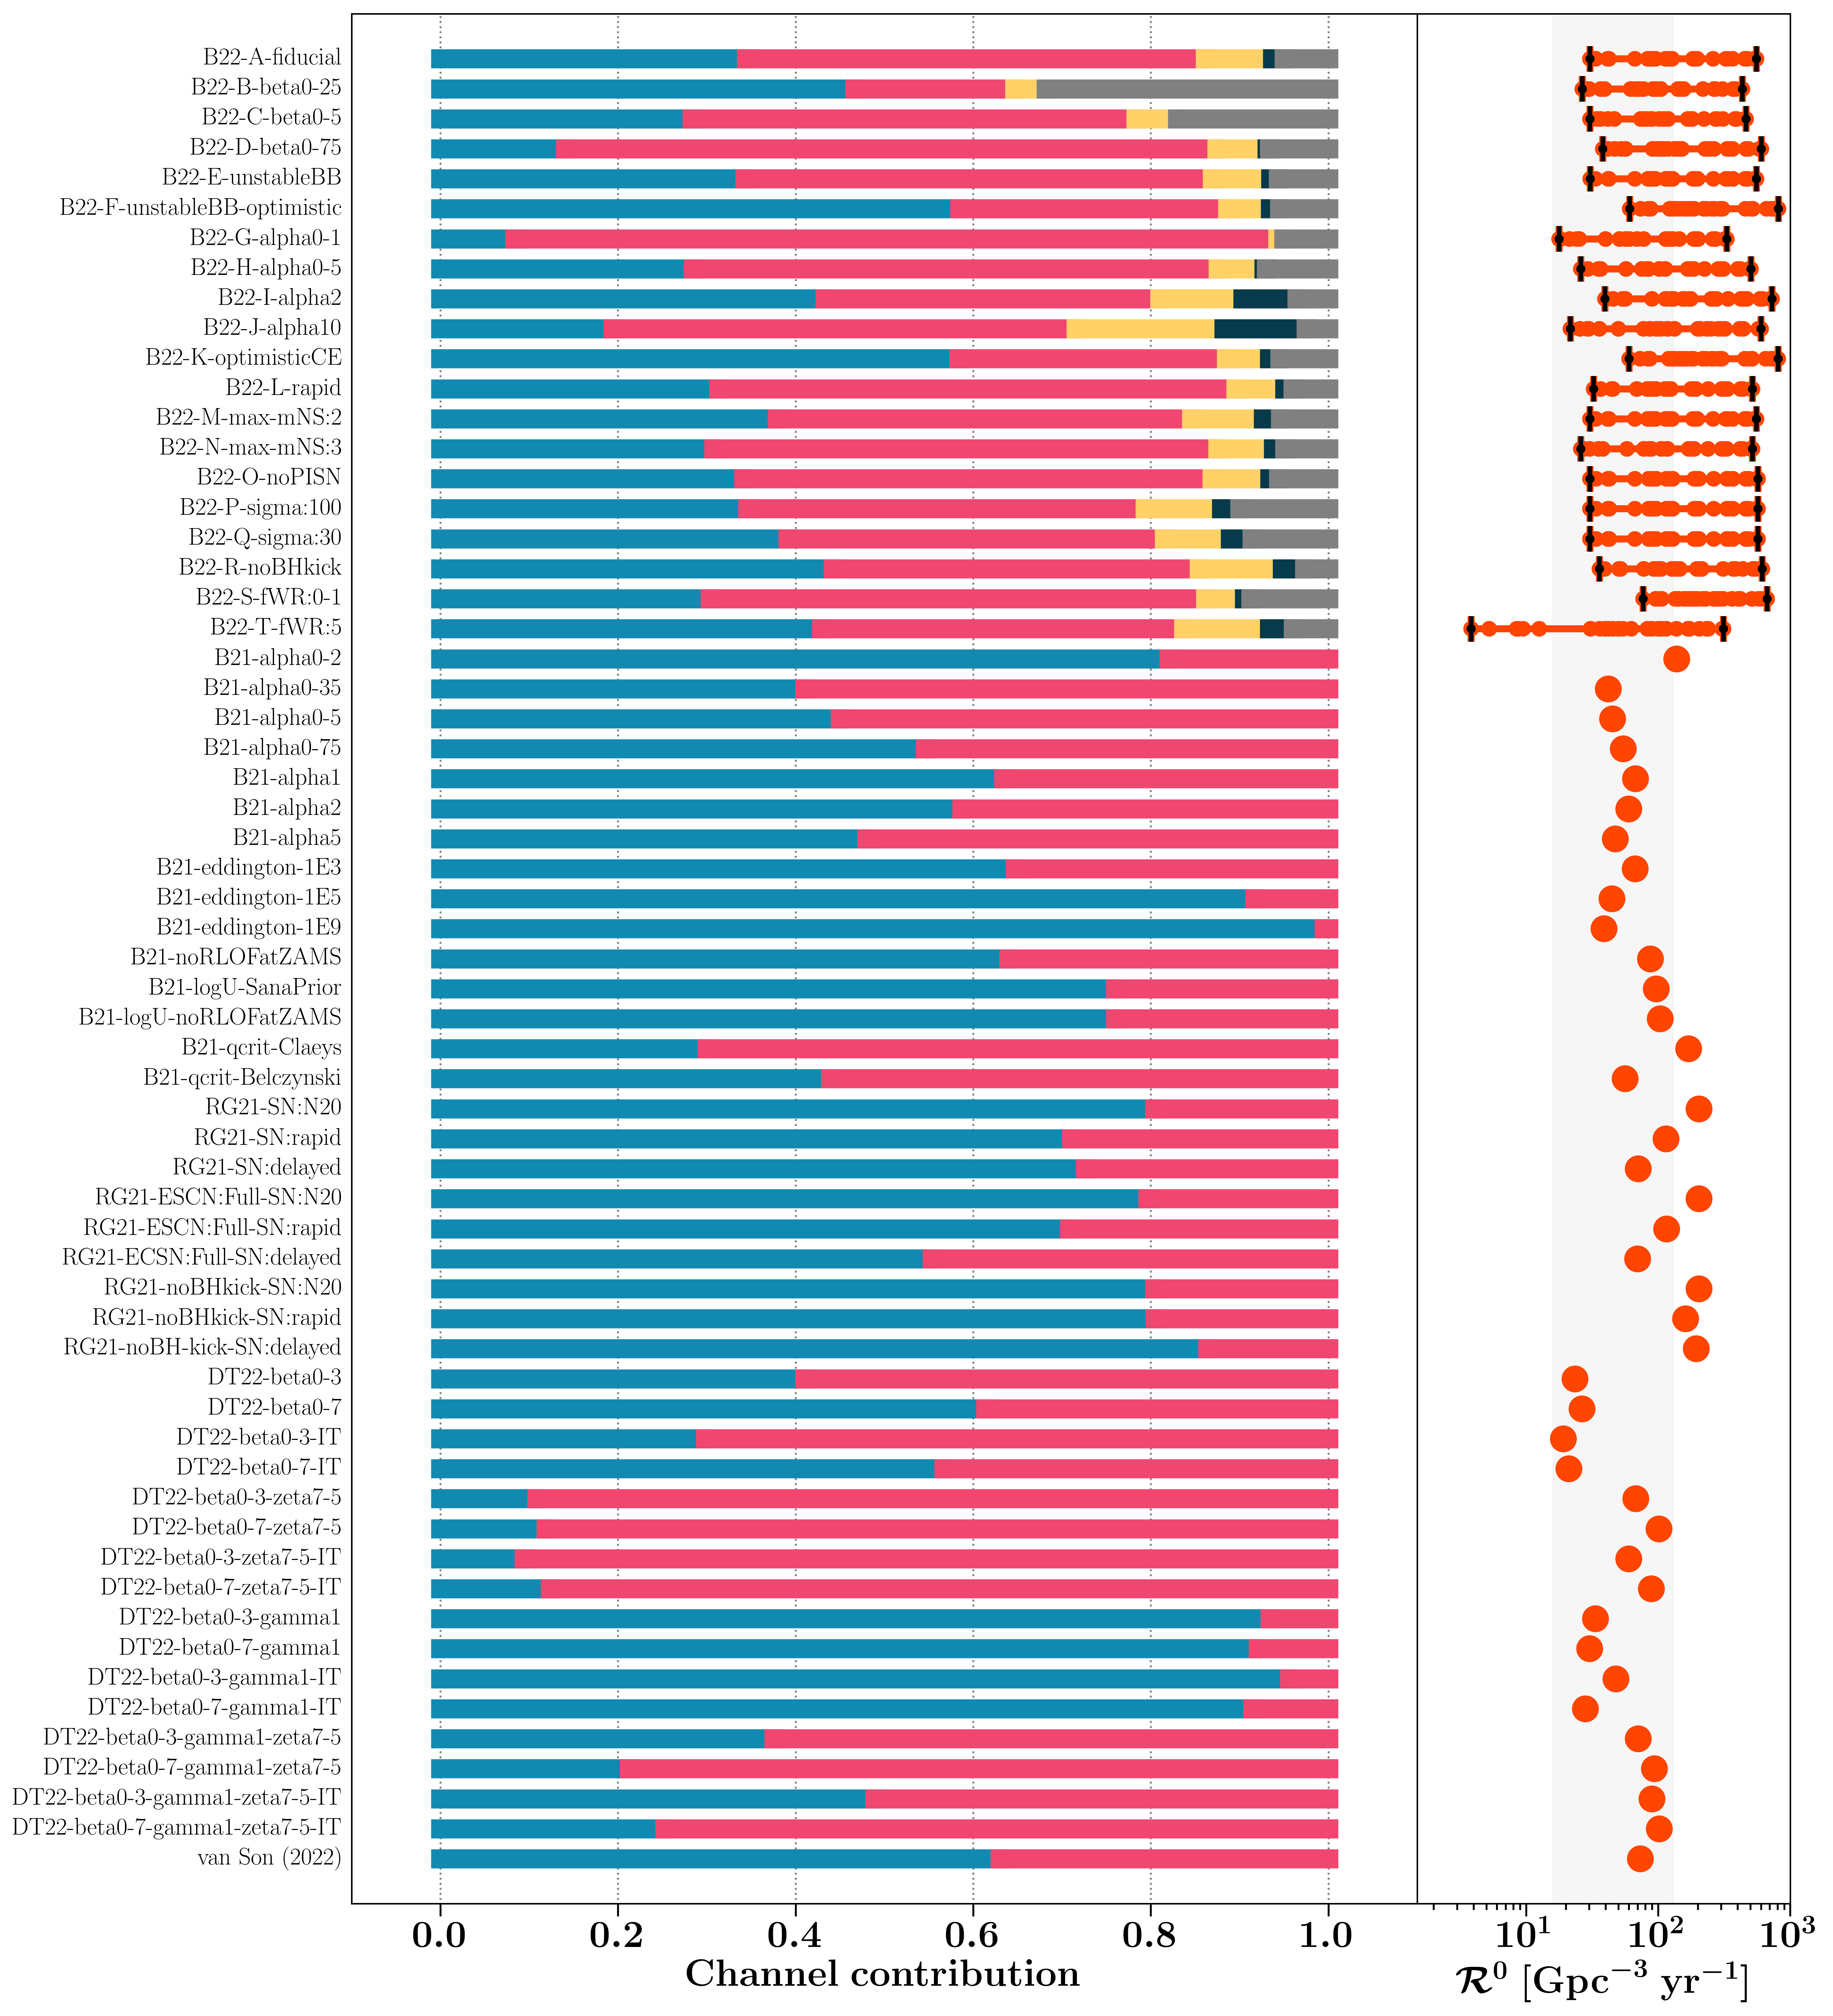 B22-A-fiducial
B22-B-beta0-25
B22-C-beta0-5
B22-D-beta0-75
B22-E-unstableBB
B22-F-unstableBB-optimistic
B22-G-alpha0-1
B22-H-alpha0-5
B22-I-alpha2
B22-J-alpha10
B22-K-optimisticCE
B22-L-rapid
B22-M-max-mNS:2
B22-N-max-mNS:3
B22-O-noPISN
B22-P-sigma:100
B22-Q-sigma:30
B22-R-noBHkick
B22-S-fWR:0-1
B22-T-fWR:5
B21-alpha0-2
B21-alpha0-35
B21-alpha0-5
B21-alpha0-75
B21-alpha1
B21-alpha2
B21-alpha5
B21-eddington-1E3
B21-eddington-1E5
B21-eddington-1E9
B21-noRLOFatZAMS
B21-logU-SanaPrior
B21-logU-noRLOFatZAMS
B21-qcrit-Claeys
B21-qcrit-Belczynski
RG21-SN:N20
RG21-SN:rapid
RG21-SN:delayed
RG21-ESCN:Full-SN:N20
RG21-ESCN:Full-SN:rapid
RG21-ECSN:Full-SN:delayed
RG21-noBHkick-SN:N20
RG21-noBHkick-SN:rapid
RG21-noBH-kick-SN:delayed
DT22-beta0-3
DT22-beta0-7
DT22-beta0-3-IT
DT22-beta0-7-IT
DT22-beta0-3-zeta7-5
DT22-beta0-7-zeta7-5
DT22-beta0-3-zeta7-5-IT
DT22-beta0-7-zeta7-5-IT
DT22-beta0-3-gamma1
DT22-beta0-7-gamma1
DT22-beta0-3-gamma1-IT
DT22-beta0-7-gamma1-IT
DT22-beta0-3-gamma1-zeta7-5
DT22-beta0-7-gamma1-zeta7-5
DT22-beta0-3-gamma1-zeta7-5-IT
DT22-beta0-7-gamma1-zeta7-5-IT
van Son (2022)
0.0 0.2 0.4 0.6 0.8 1.0
Channel contribution
10¹ 10² 10³
𝓡⁰ [Gpc⁻³ yr⁻¹]